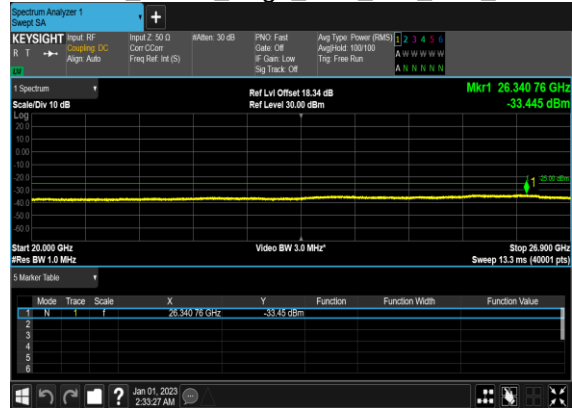 Spectrum Analyzer 1
Swept SA
+
KEYSIGHT Input: RF Input Z: 50 Ω #Atten: 30 dB PNO: Fast Avg Type: Power (RMS) 1 2 3 4 5 6
R T Coupling: DC Corr CCorr Gate: Off Avg|Hold: 100/100 A W W W W W
Align: Auto Freq Ref: Int (S) IF Gain: Low Trig: Free Run
Sig Track: Off A N N N N N
1 Spectrum Ref Lvl Offset 18.34 dB Mkr1 26.340 76 GHz
Scale/Div 10 dB Ref Level 30.00 dBm -33.445 dBm
Log
20.0
10.0
0.00
-10.0
-20.0
-30.0
-40.0
-50.0
-60.0
1 -25.00 dBm
Start 20.000 GHz Video BW 3.0 MHz* Stop 26.900 GHz
#Res BW 1.0 MHz Sweep 13.3 ms (40001 pts)
5 Marker Table
Mode Trace Scale X Y Function Function Width Function Value
1 N 1 f 26.340 76 GHz -33.45 dBm
2
3
4
5
6
? Jan 01, 2023
2:33:27 AM